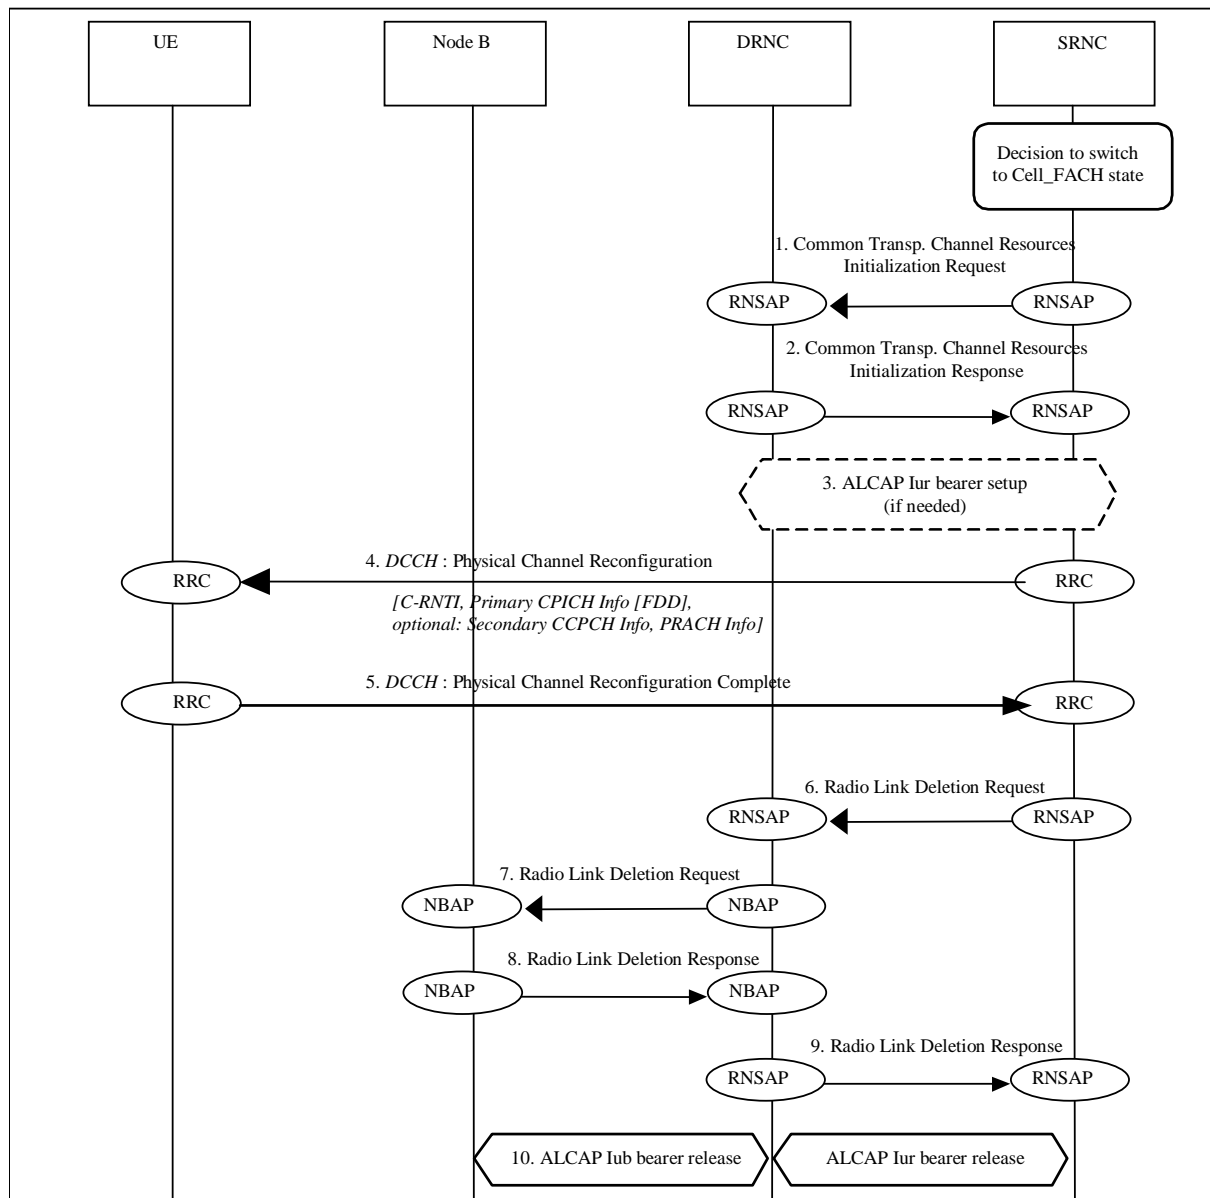 UE
Node B
DRNC
SRNC
Decision to switch
to Cell_FACH state
1. Common Transp. Channel Resources
Initialization Request
RNSAP
RNSAP
2. Common Transp. Channel Resources
Initialization Response
RNSAP
RNSAP
3. ALCAP Iur bearer setup
(if needed)
4. DCCH : Physical Channel Reconfiguration
RRC
RRC
[C-RNTI, Primary CPICH Info [FDD],
optional: Secondary CCPCH Info, PRACH Info]
5. DCCH : Physical Channel Reconfiguration Complete
RRC
RRC
6. Radio Link Deletion Request
RNSAP
RNSAP
7. Radio Link Deletion Request
NBAP
NBAP
8. Radio Link Deletion Response
NBAP
NBAP
9. Radio Link Deletion Response
RNSAP
RNSAP
10. ALCAP Iub bearer release
ALCAP Iur bearer release